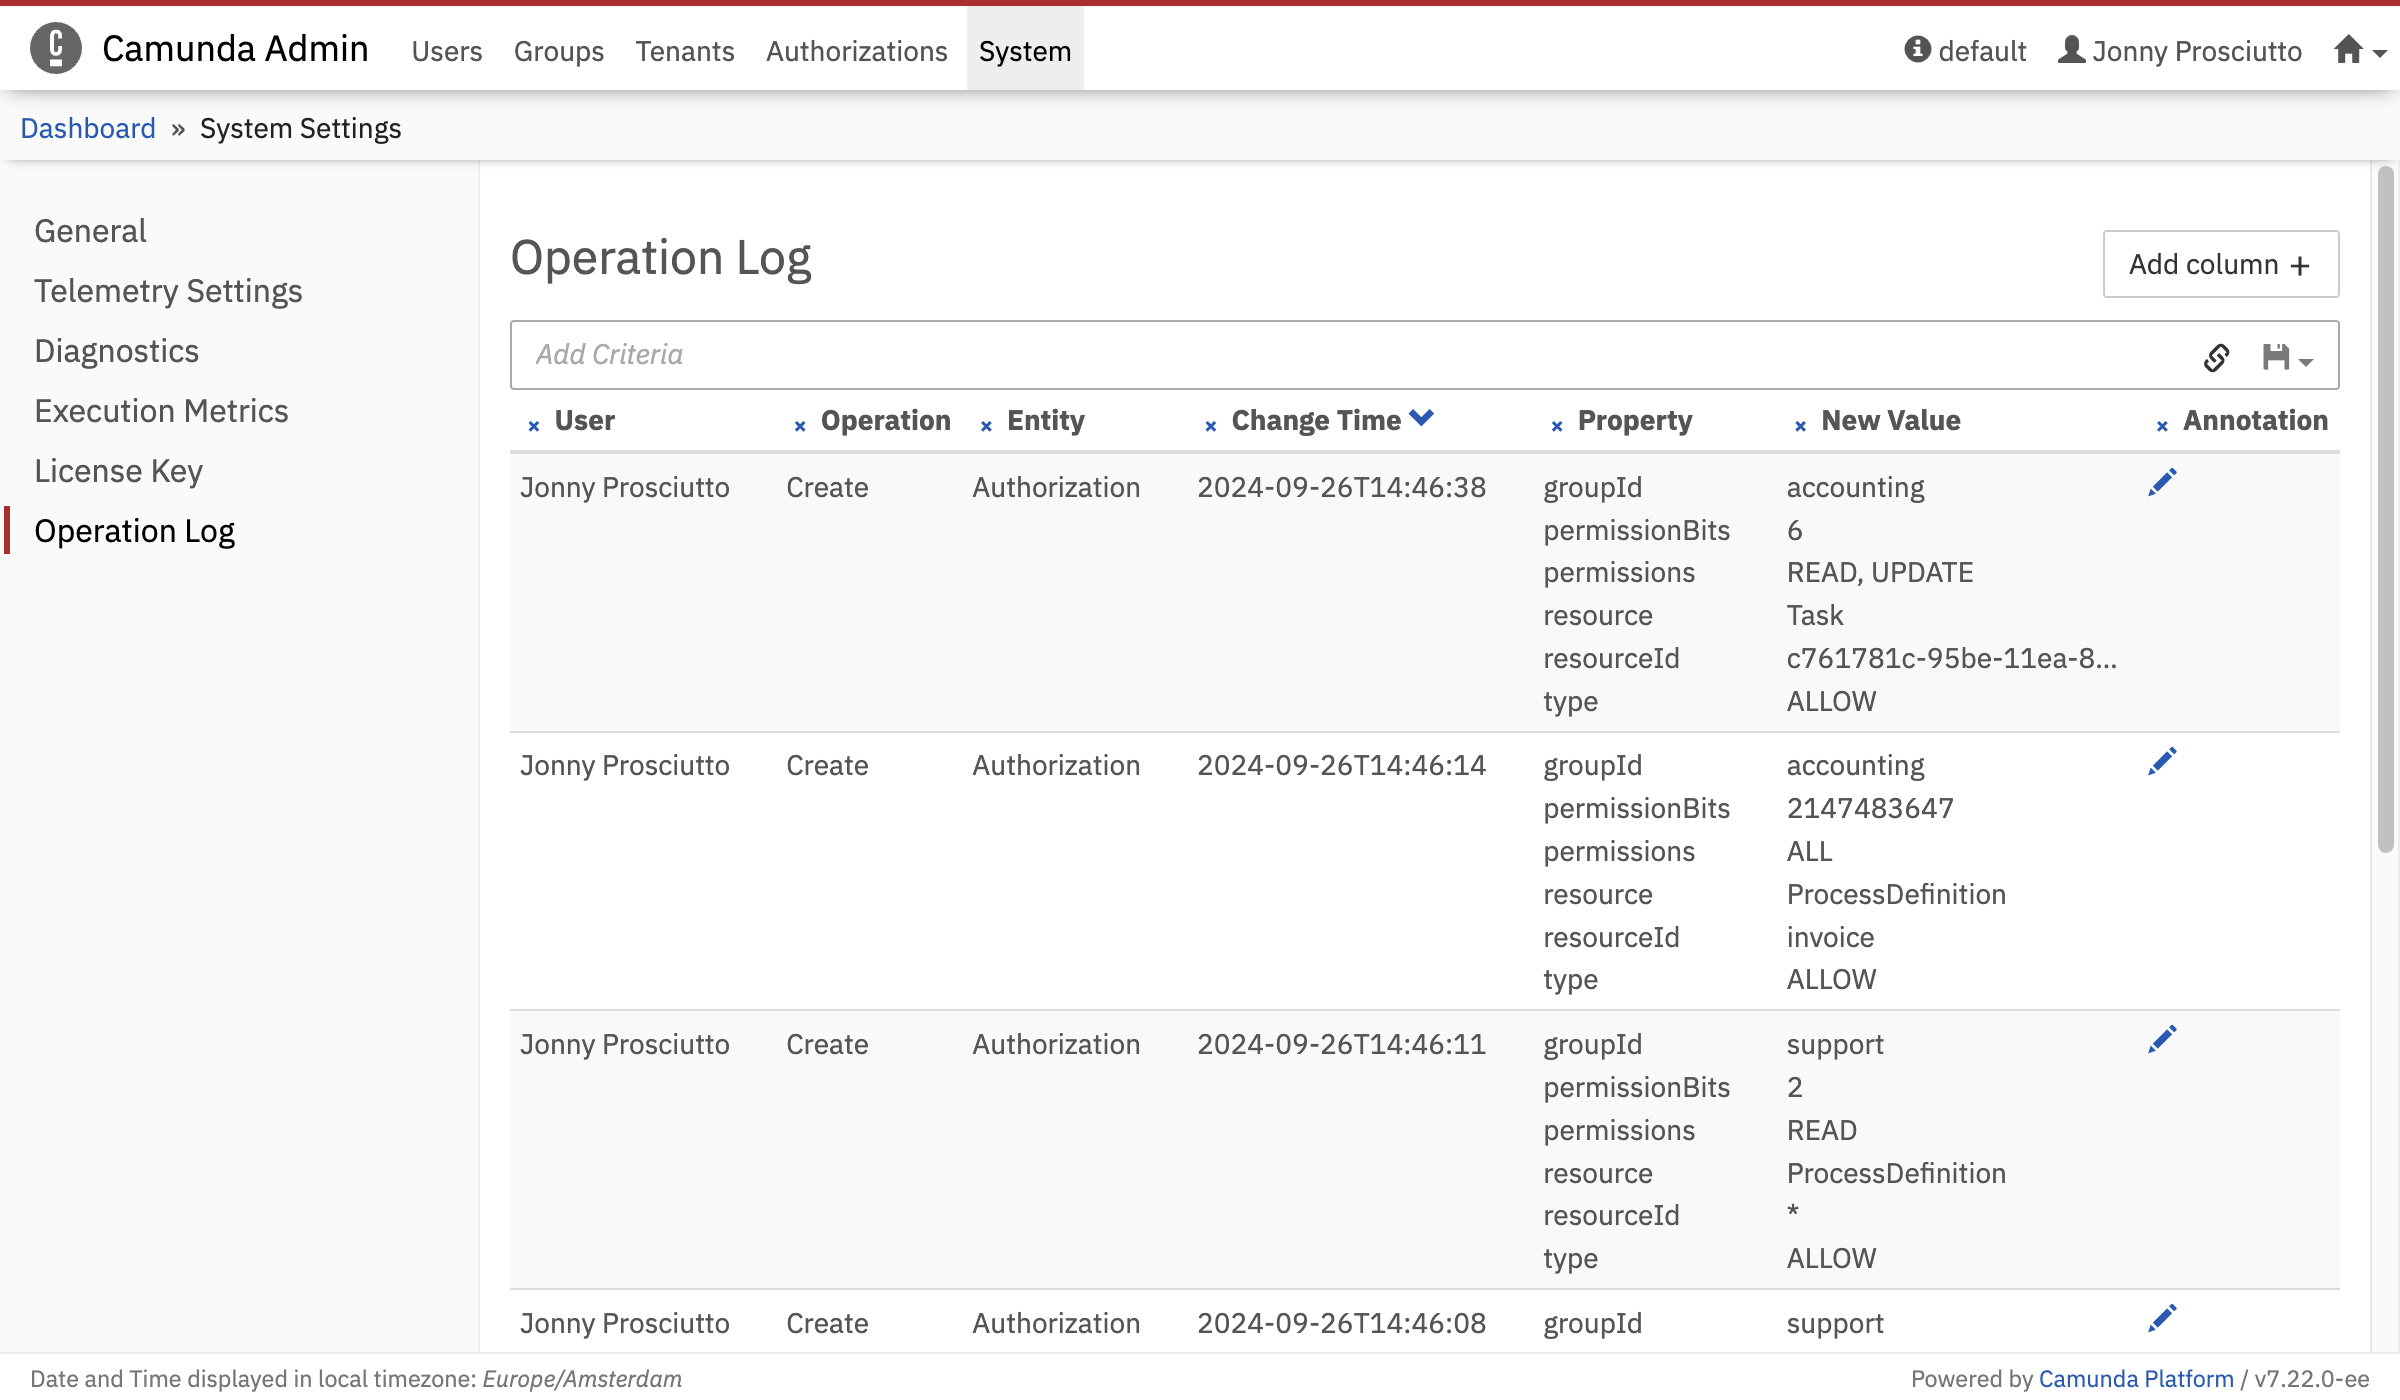 Camunda Admin Users Groups Tenants Authorizations System default Jonny Prosciutto
Dashboard » System Settings
General
Telemetry Settings
Diagnostics
Execution Metrics
License Key
Operation Log
Operation Log
Add column +
Add Criteria
× User × Operation × Entity × Change Time × Property × New Value × Annotation
Jonny Prosciutto Create Authorization 2024-09-26T14:46:38 groupId accounting
permissionBits 6
permissions READ, UPDATE
resource Task
resourceId c761781c-95be-11ea-8...
type ALLOW
Jonny Prosciutto Create Authorization 2024-09-26T14:46:14 groupId accounting
permissionBits 2147483647
permissions ALL
resource ProcessDefinition
resourceId invoice
type ALLOW
Jonny Prosciutto Create Authorization 2024-09-26T14:46:11 groupId support
permissionBits 2
permissions READ
resource ProcessDefinition
resourceId *
type ALLOW
Jonny Prosciutto Create Authorization 2024-09-26T14:46:08 groupId support
Date and Time displayed in local timezone: Europe/Amsterdam
Powered by Camunda Platform / v7.22.0-ee